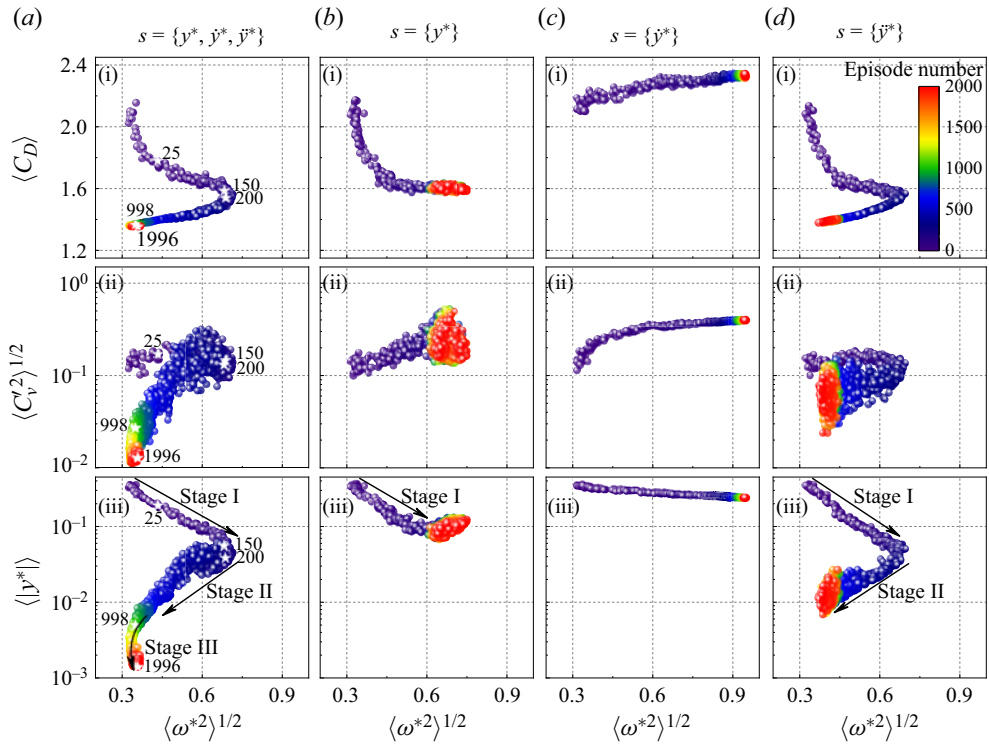 (a) (b) (c) (d)
s = {y*, ẏ*, ÿ*} s = {y*} s = {ẏ*} s = {ÿ*}
2.4 (i) (i) (i) (i) Episode number
2000
1500
1000
500
0
2.0
1.6
1.2
⟨C_D⟩
25
150
200
998
1996
10⁰ (ii) (ii) (ii) (ii)
10⁻¹
10⁻²
⟨C′_v²⟩^1/2
25
150
200
998
1996
(iii) (iii) (iii) (iii)
10⁻¹
10⁻²
10⁻³
⟨|y*|⟩
Stage I Stage I Stage I
25
150
200
Stage II Stage II
998
Stage III
1996
0.3 0.6 0.9 0.3 0.6 0.9 0.3 0.6 0.9 0.3 0.6 0.9
⟨ω*²⟩^1/2 ⟨ω*²⟩^1/2 ⟨ω*²⟩^1/2 ⟨ω*²⟩^1/2